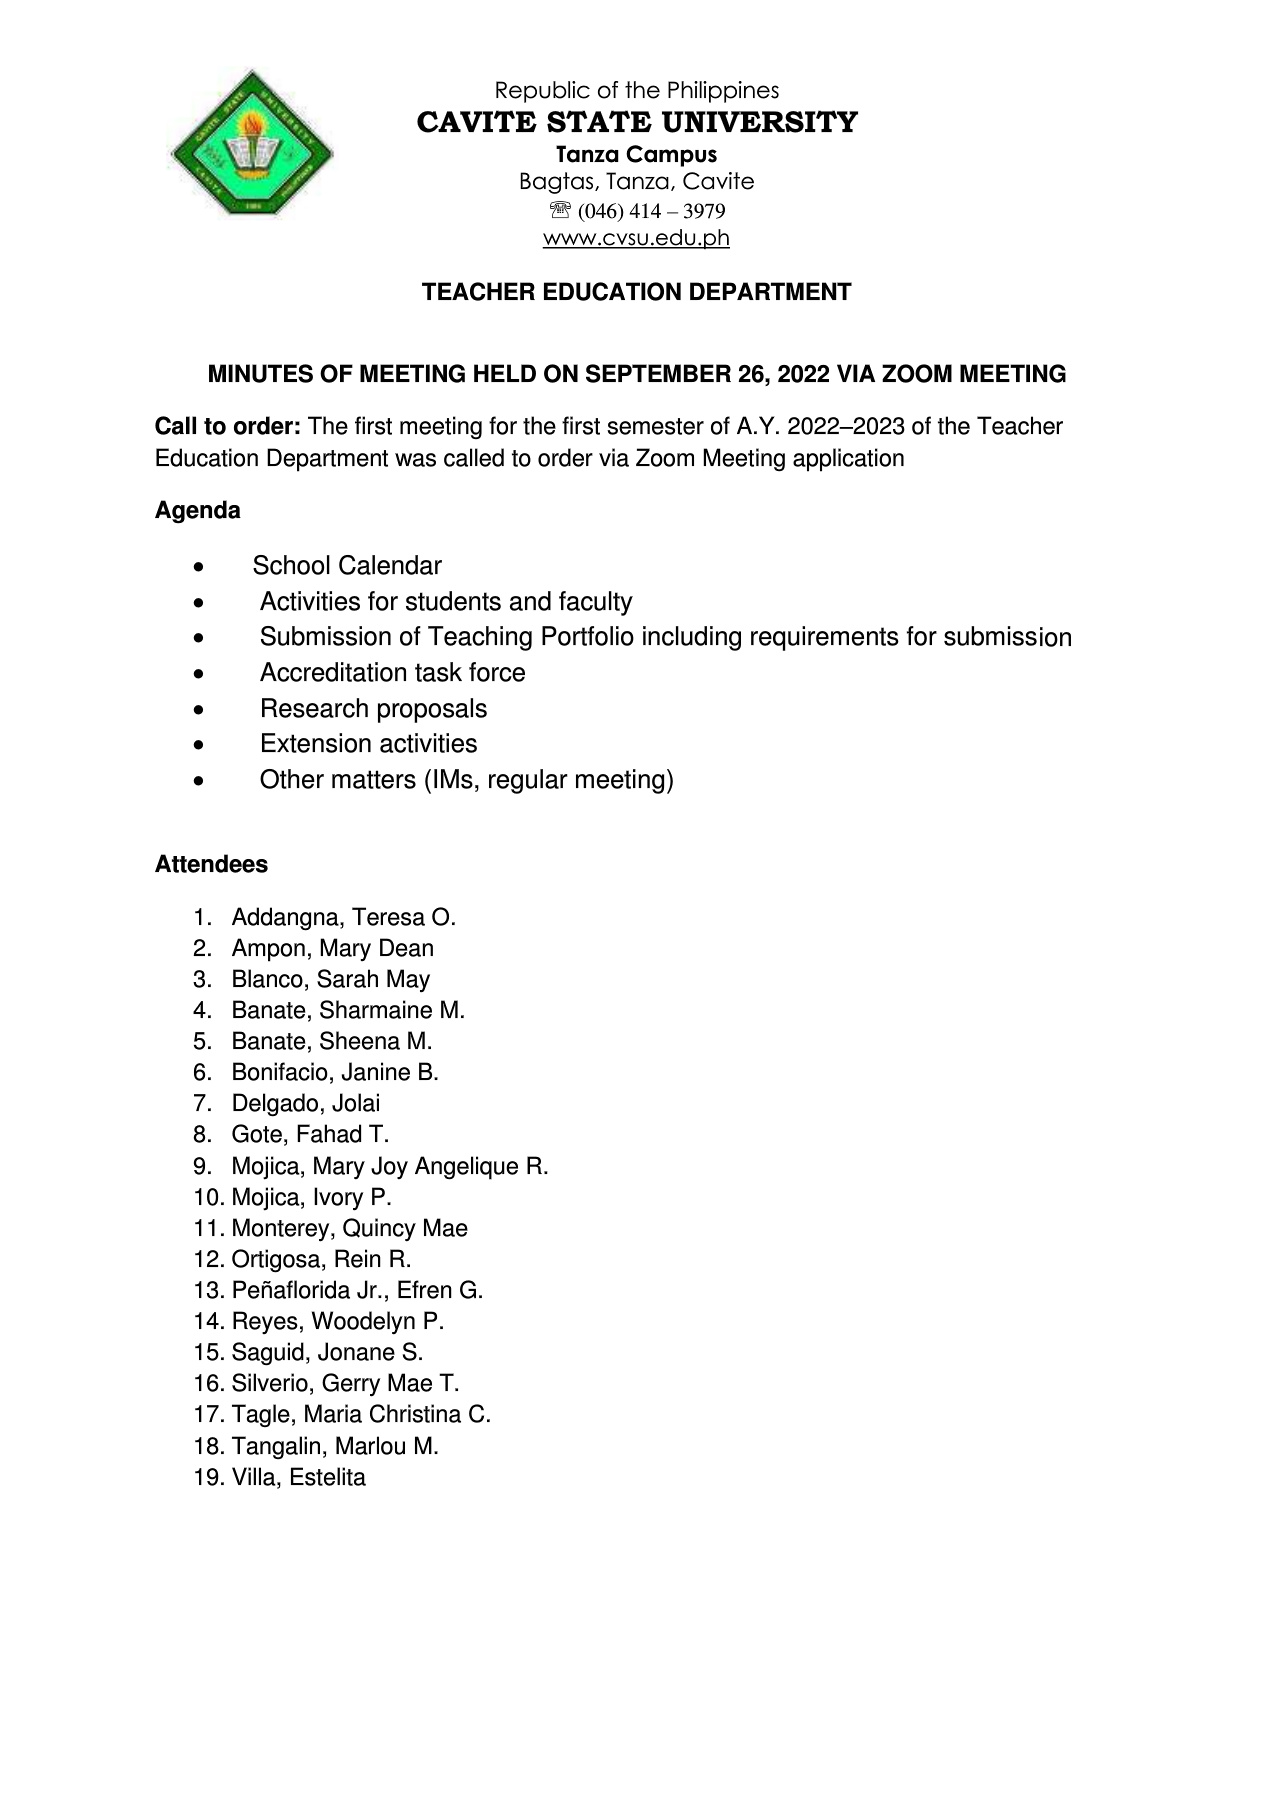 CAVITE STATE UNIVERSITY
CAVITE PHILIPPINES
Republic of the Philippines
CAVITE STATE UNIVERSITY
Tanza Campus
Bagtas, Tanza, Cavite
☏ (046) 414 – 3979
www.cvsu.edu.ph
TEACHER EDUCATION DEPARTMENT
MINUTES OF MEETING HELD ON SEPTEMBER 26, 2022 VIA ZOOM MEETING
Call to order: The first meeting for the first semester of A.Y. 2022–2023 of the Teacher
Education Department was called to order via Zoom Meeting application
Agenda
• School Calendar
• Activities for students and faculty
• Submission of Teaching Portfolio including requirements for submission
• Accreditation task force
• Research proposals
• Extension activities
• Other matters (IMs, regular meeting)
Attendees
1. Addangna, Teresa O.
2. Ampon, Mary Dean
3. Blanco, Sarah May
4. Banate, Sharmaine M.
5. Banate, Sheena M.
6. Bonifacio, Janine B.
7. Delgado, Jolai
8. Gote, Fahad T.
9. Mojica, Mary Joy Angelique R.
10. Mojica, Ivory P.
11. Monterey, Quincy Mae
12. Ortigosa, Rein R.
13. Peñaflorida Jr., Efren G.
14. Reyes, Woodelyn P.
15. Saguid, Jonane S.
16. Silverio, Gerry Mae T.
17. Tagle, Maria Christina C.
18. Tangalin, Marlou M.
19. Villa, Estelita